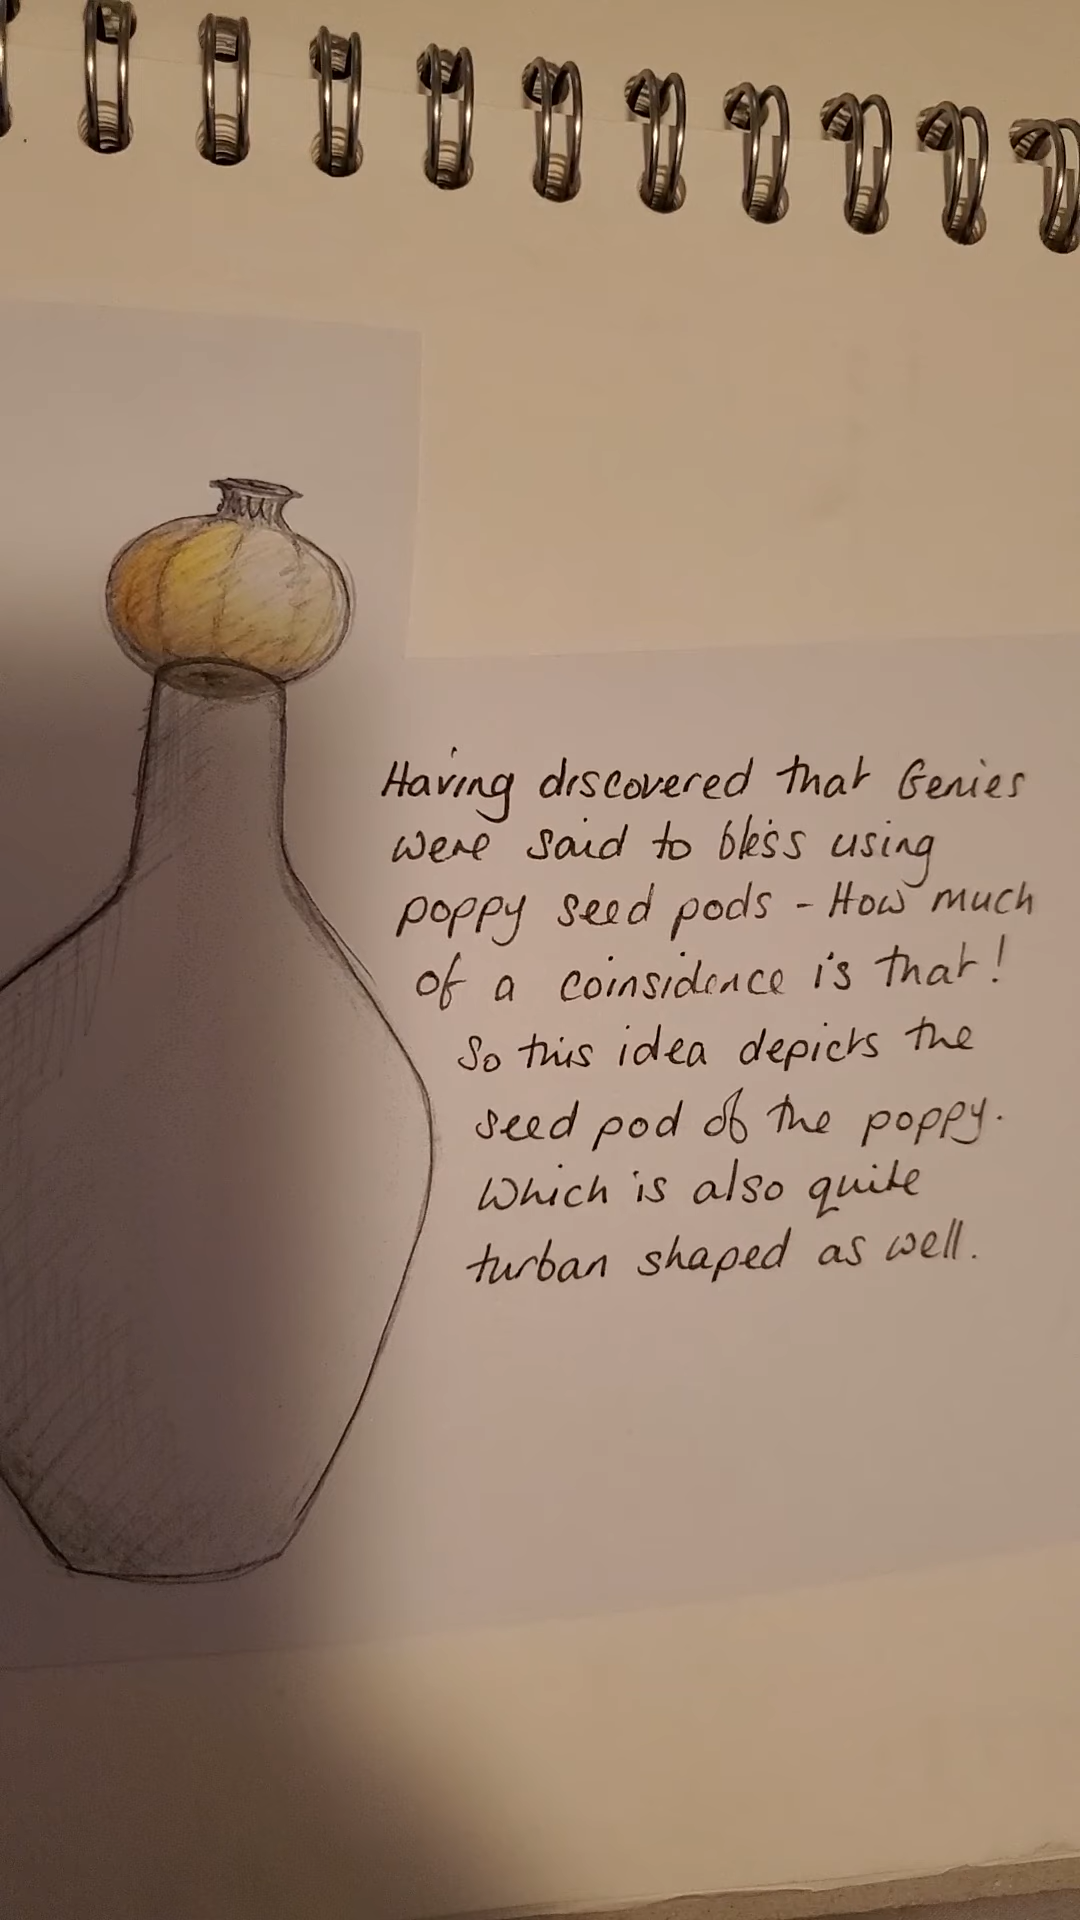 Having discovered that Genies
were said to bless using
poppy seed pods - How much
of a coinsidence is that!
So this idea depicts the
seed pod of the poppy.
Which is also quite
turban shaped as well.